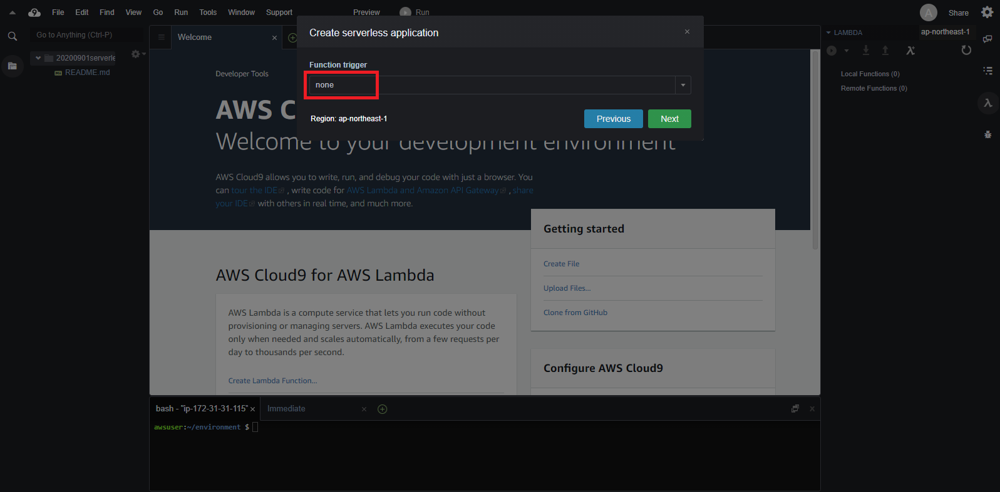 File Edit Find View Go Run Tools Window Support Preview Run
A Share
Go to Anything (Ctrl-P)
20200901serverle
README.md
Welcome
Create serverless application
Function trigger
none
Region: ap-northeast-1
Previous
Next
Developer Tools
AWS C
Welcome to your development environment
AWS Cloud9 allows you to write, run, and debug your code with just a browser. You
can tour the IDE , write code for AWS Lambda and Amazon API Gateway , share
your IDE with others in real time, and much more.
Getting started
Create File
Upload Files...
Clone from GitHub
AWS Cloud9 for AWS Lambda
AWS Lambda is a compute service that lets you run code without
provisioning or managing servers. AWS Lambda executes your code
only when needed and scales automatically, from a few requests per
day to thousands per second.
Create Lambda Function...
Configure AWS Cloud9
LAMBDA
ap-northeast-1
Local Functions (0)
Remote Functions (0)
bash - "ip-172-31-31-115"
Immediate
awsuser:~/environment $